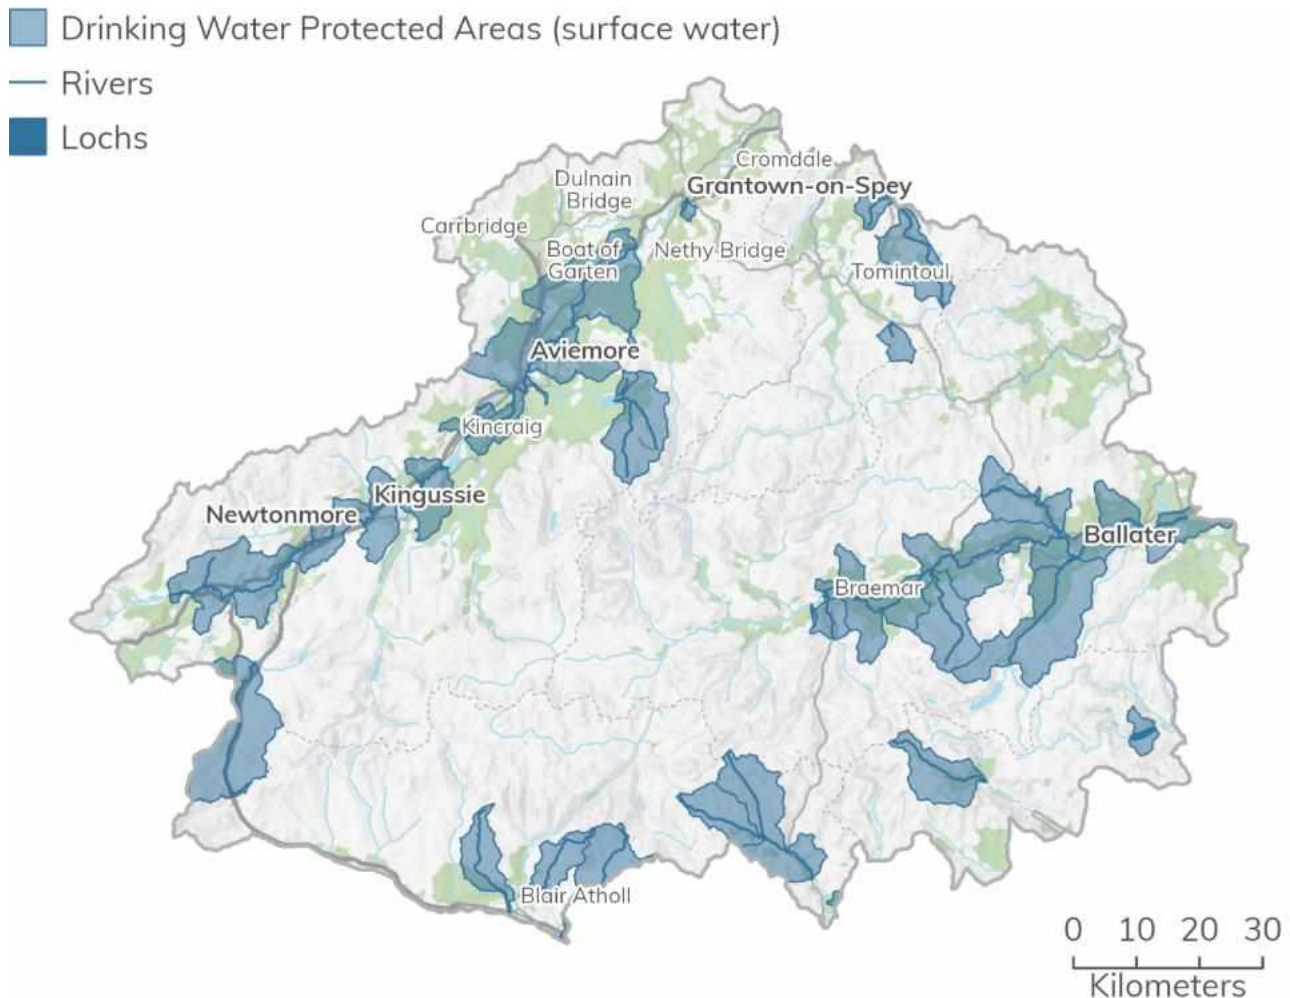 Drinking Water Protected Areas (surface water)
Rivers
Lochs
Cromdale
Grantown-on-Spey
Dulnain
Bridge
Carrbridge
Boat of
Garten
Nethy Bridge
Tomintoul
Aviemore
Kincraig
Kingussie
Newtonmore
Ballater
Braemar
Blair Atholl
0 10 20 30
Kilometers